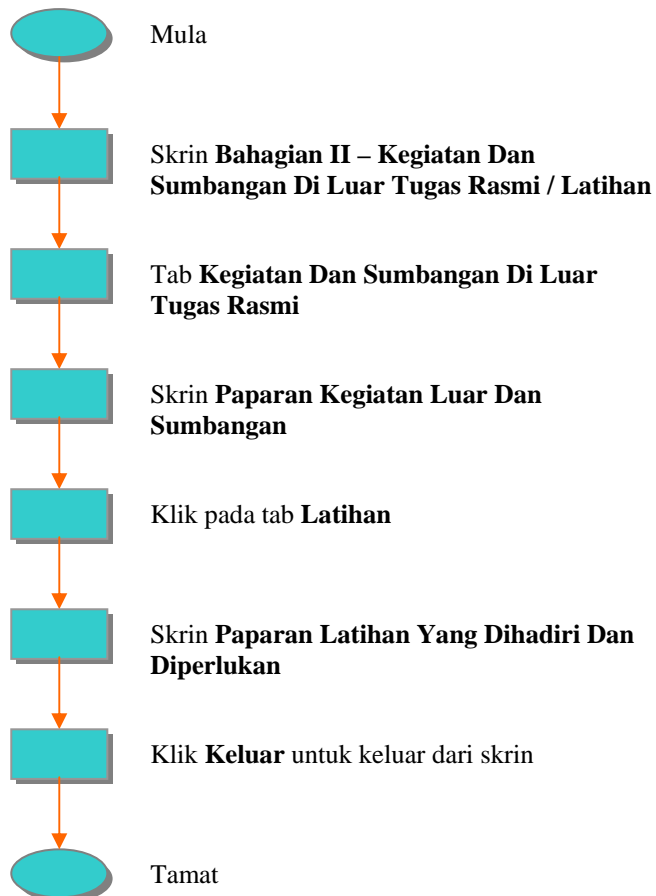 Mula
Skrin Bahagian II – Kegiatan Dan
Sumbangan Di Luar Tugas Rasmi / Latihan
Tab Kegiatan Dan Sumbangan Di Luar
Tugas Rasmi
Skrin Paparan Kegiatan Luar Dan
Sumbangan
Klik pada tab Latihan
Skrin Paparan Latihan Yang Dihadiri Dan
Diperlukan
Klik Keluar untuk keluar dari skrin
Tamat